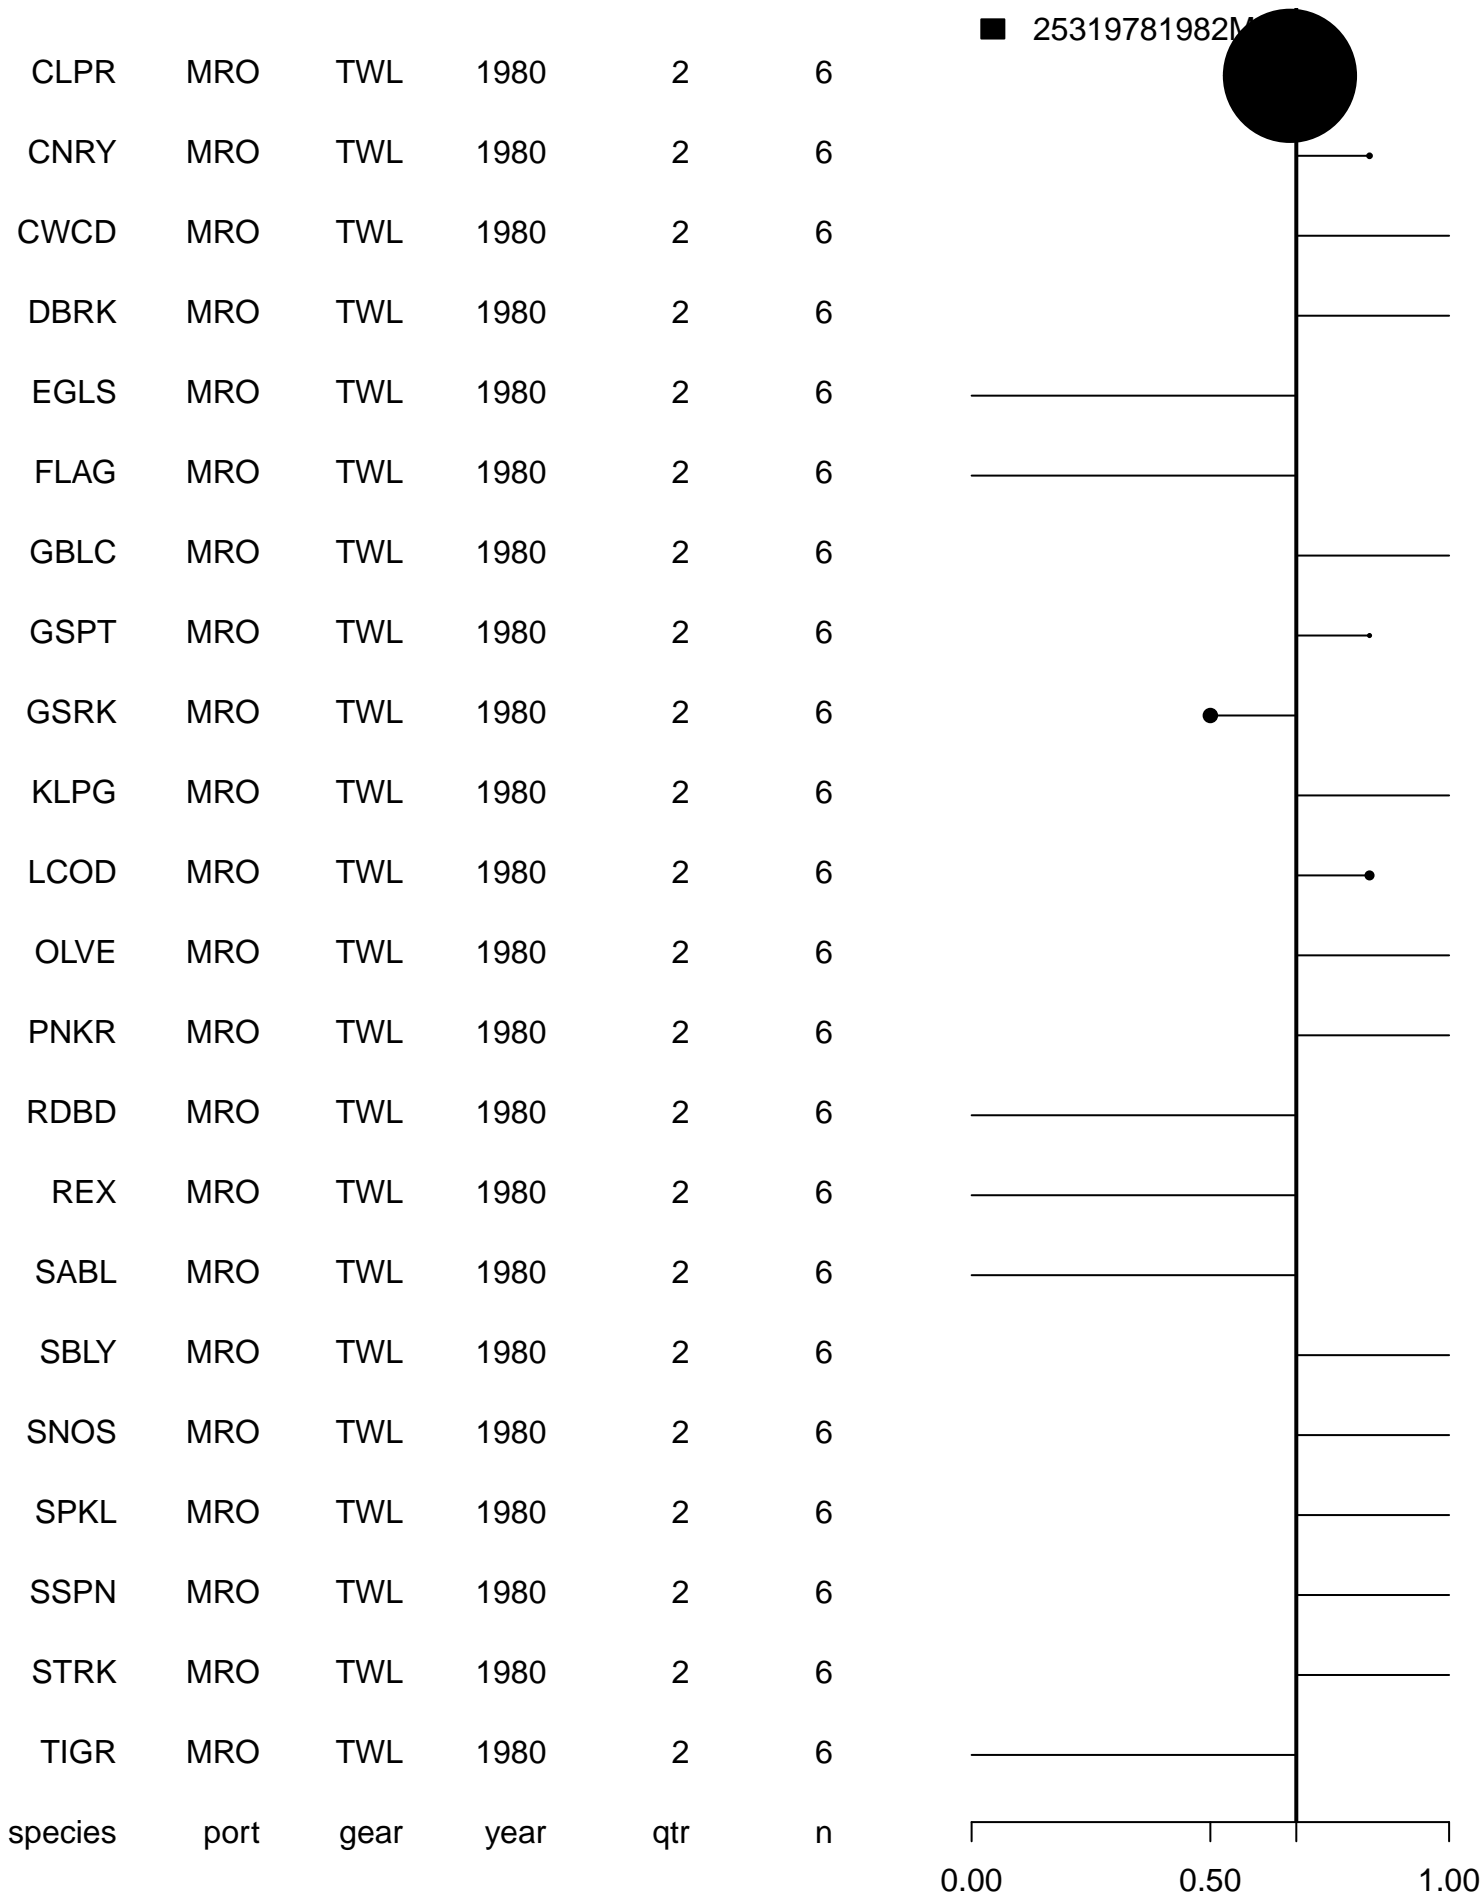 25319781982M
CLPR MRO TWL 1980 2 6
CNRY MRO TWL 1980 2 6
CWCD MRO TWL 1980 2 6
DBRK MRO TWL 1980 2 6
EGLS MRO TWL 1980 2 6
FLAG MRO TWL 1980 2 6
GBLC MRO TWL 1980 2 6
GSPT MRO TWL 1980 2 6
GSRK MRO TWL 1980 2 6
KLPG MRO TWL 1980 2 6
LCOD MRO TWL 1980 2 6
OLVE MRO TWL 1980 2 6
PNKR MRO TWL 1980 2 6
RDBD MRO TWL 1980 2 6
REX MRO TWL 1980 2 6
SABL MRO TWL 1980 2 6
SBLY MRO TWL 1980 2 6
SNOS MRO TWL 1980 2 6
SPKL MRO TWL 1980 2 6
SSPN MRO TWL 1980 2 6
STRK MRO TWL 1980 2 6
TIGR MRO TWL 1980 2 6
species port gear year qtr n
0.00 0.50 1.00